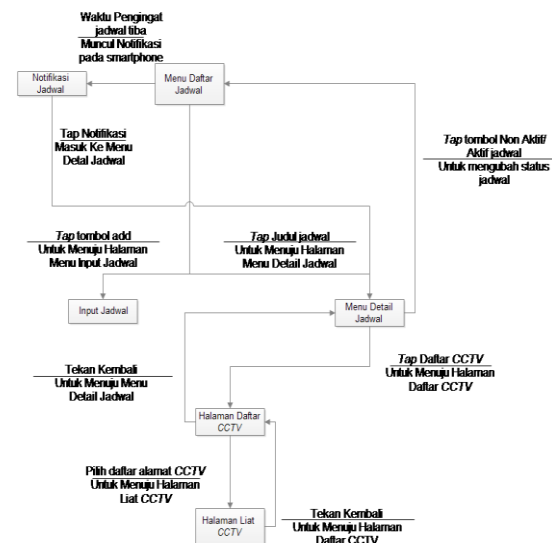 Waktu Pengingat
jadwal tiba
Muncul Notifikasi
pada smartphone
Notifikasi
Jadwal
Menu Daftar
Jadwal
Tap Notifikasi
Masuk Ke Menu
Detal Jadwal
Tap tombol Non Aktif/
Aktif jadwal
Untuk mengubah status
jadwal
Tap tombol add
Untuk Menuju Halaman
Menu Input Jadwal
Tap Judul jadwal
Untuk Menuju Halaman
Menu Detail Jadwal
Input Jadwal
Menu Detail
Jadwal
Tekan Kembali
Untuk Menuju Menu
Detail Jadwal
Tap Daftar CCTV
Untuk Menuju Halaman
Daftar CCTV
Halaman Daftar
CCTV
Pilih daftar alamat CCTV
Untuk Menuju Halaman
Liat CCTV
Halaman Liat
CCTV
Tekan Kembali
Untuk Menuju Halaman
Daftar CCTV